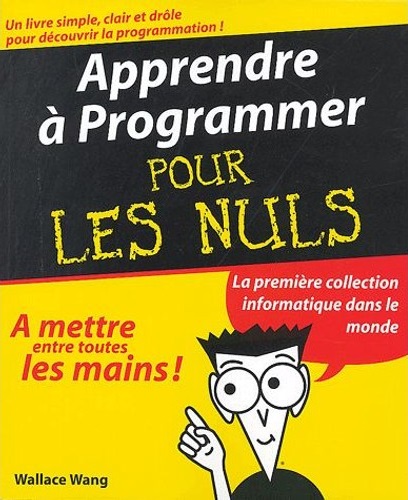 Un livre simple, clair et drôle
pour découvrir la programmation !
Apprendre
à Programmer
POUR
LES NULS
La première collection
informatique dans le
monde
A mettre
entre toutes
les mains !
Wallace Wang